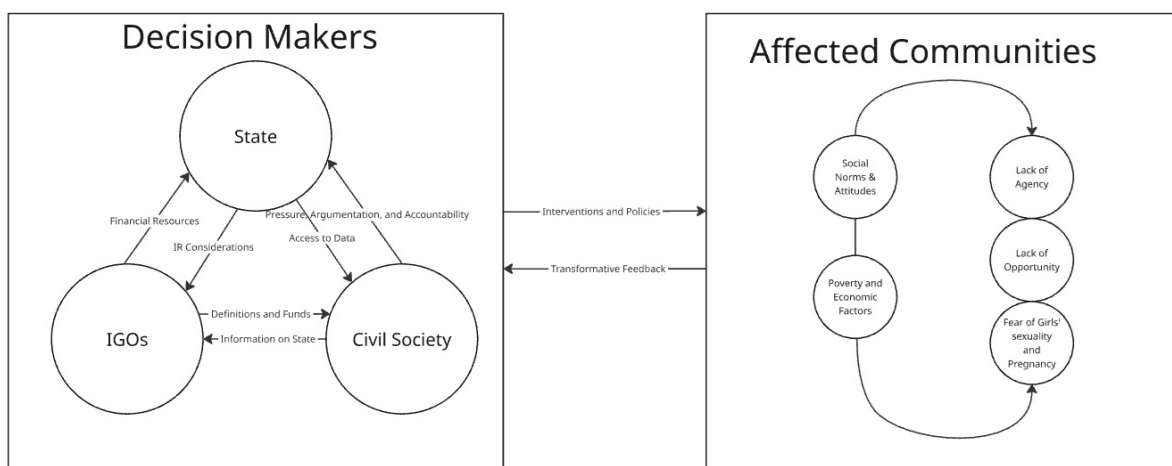 Decision Makers
State
Financial Resources
Pressure, Argumentation, and Accountability
IR Considerations
Access to Data
IGOs
Definitions and Funds
Information on State
Civil Society
Interventions and Policies
Transformative Feedback
Affected Communities
Social
Norms &
Attitudes
Poverty and
Economic
Factors
Lack of
Agency
Lack of
Opportunity
Fear of Girls'
sexuality
and
Pregnancy